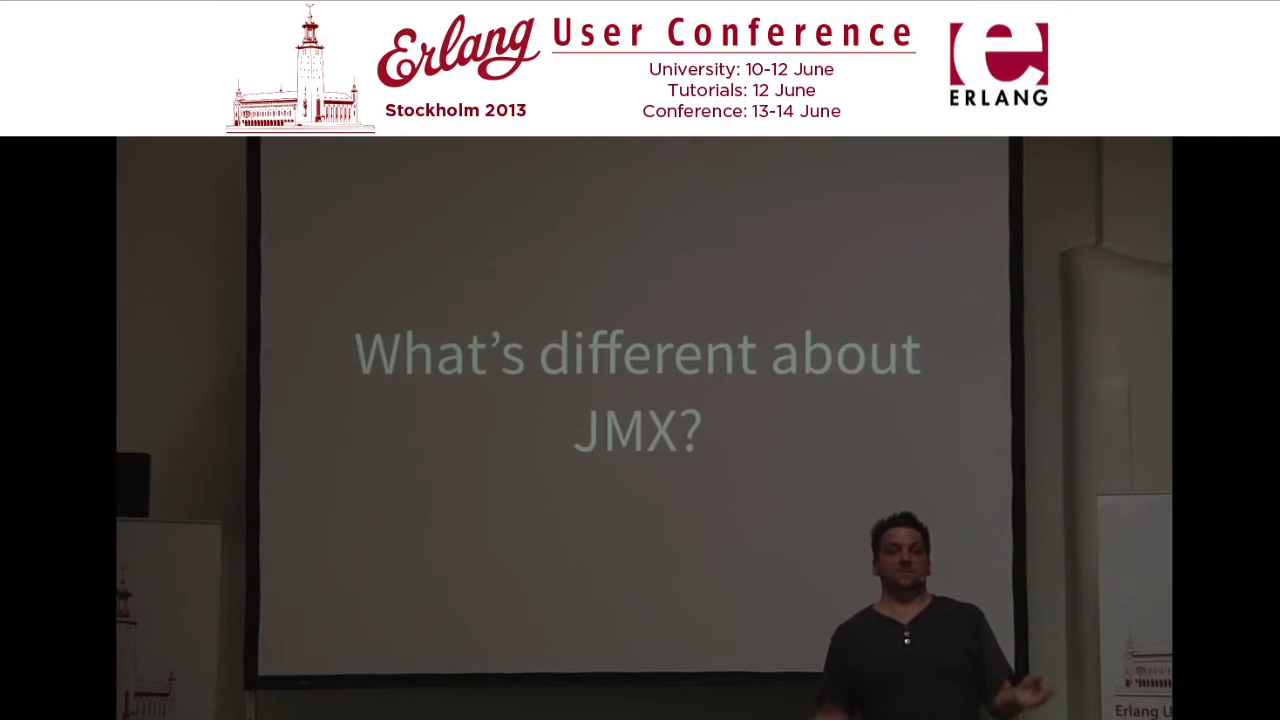 Erlang User Conference
Stockholm 2013
University: 10-12 June
Tutorials: 12 June
Conference: 13-14 June
ERLANG
What's different about
JMX?
Erlang U